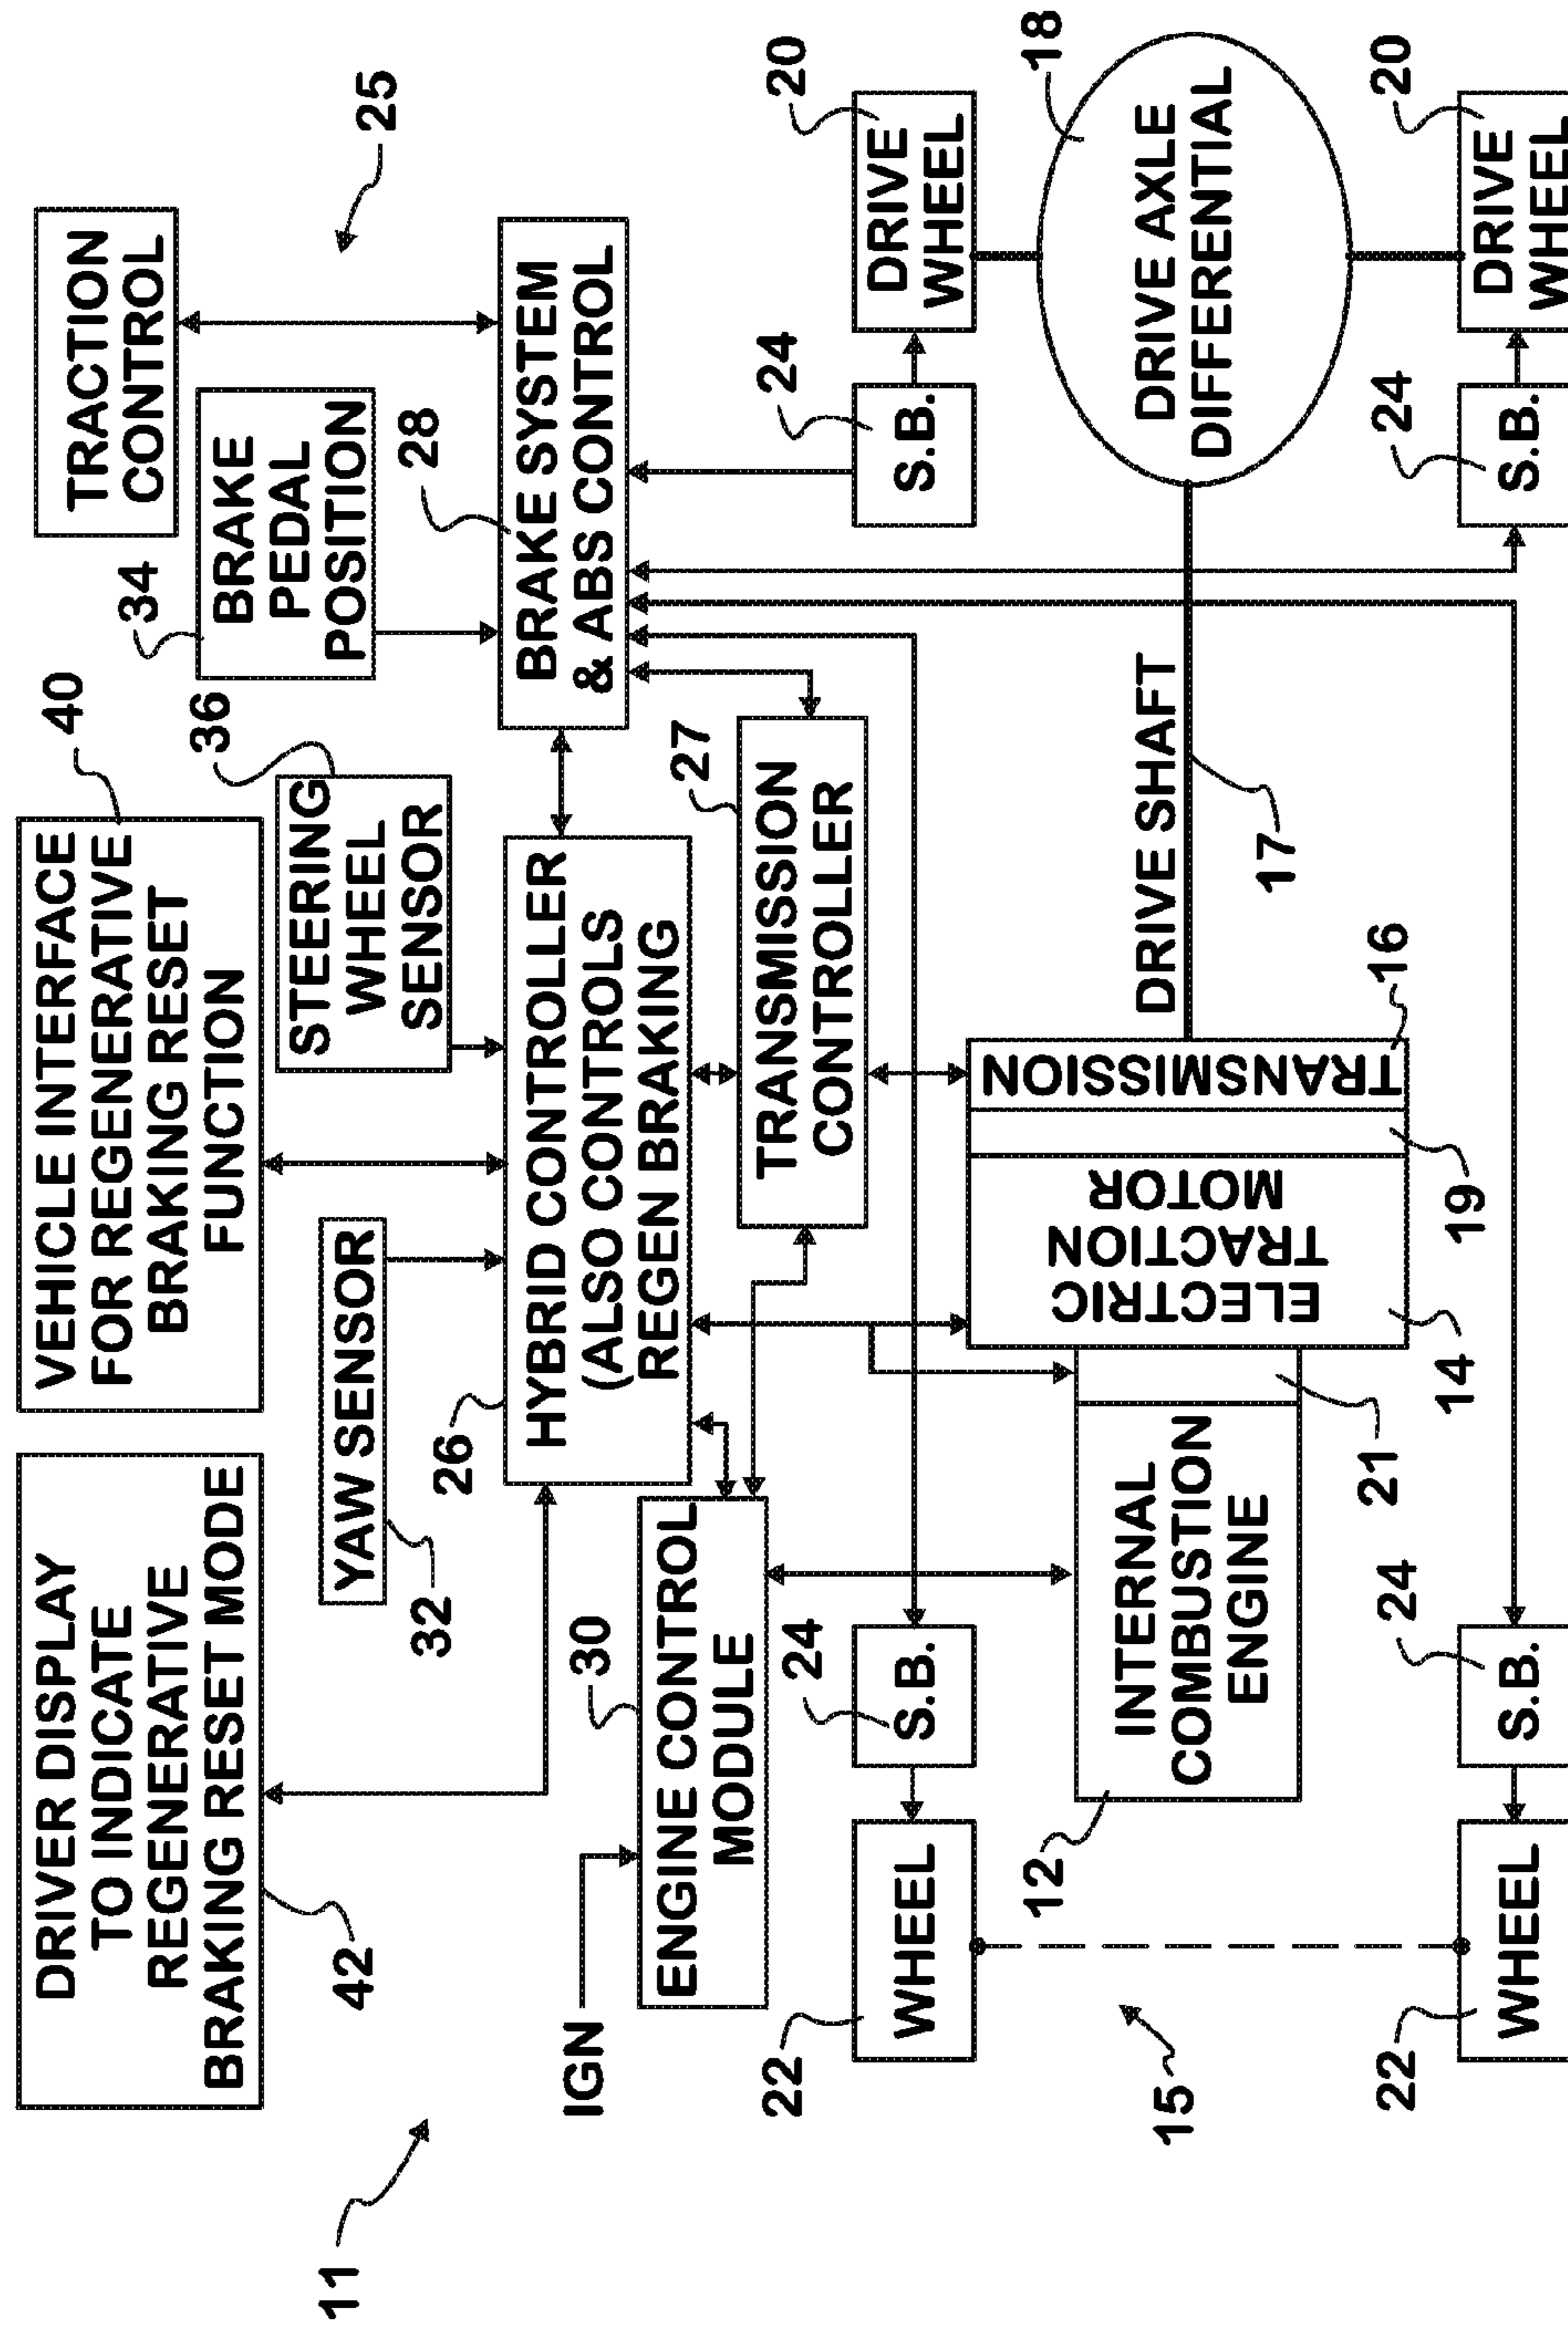 11
DRIVER DISPLAY
TO INDICATE
REGENERATIVE
BRAKING RESET MODE
42
VEHICLE INTERFACE
FOR REGENERATIVE
BRAKING RESET
FUNCTION
40
TRACTION
CONTROL
25
YAW SENSOR
32
STEERING
WHEEL
SENSOR
36
BRAKE
PEDAL
POSITION
34
IGN
HYBRID CONTROLLER
(ALSO CONTROLS
REGEN BRAKING
26
BRAKE SYSTEM
& ABS CONTROL
28
ENGINE CONTROL
MODULE
30
TRANSMISSION
CONTROLLER
27
22
WHEEL
24
S.B.
24
S.B.
20
DRIVE
WHEEL
12
INTERNAL
COMBUSTION
ENGINE
21
ELECTRIC
TRACTION
MOTOR
14
19
TRANSMISSION
16
DRIVE SHAFT
17
DRIVE AXLE
DIFFERENTIAL
18
15
22
WHEEL
24
S.B.
24
S.B.
20
DRIVE
WHEEL